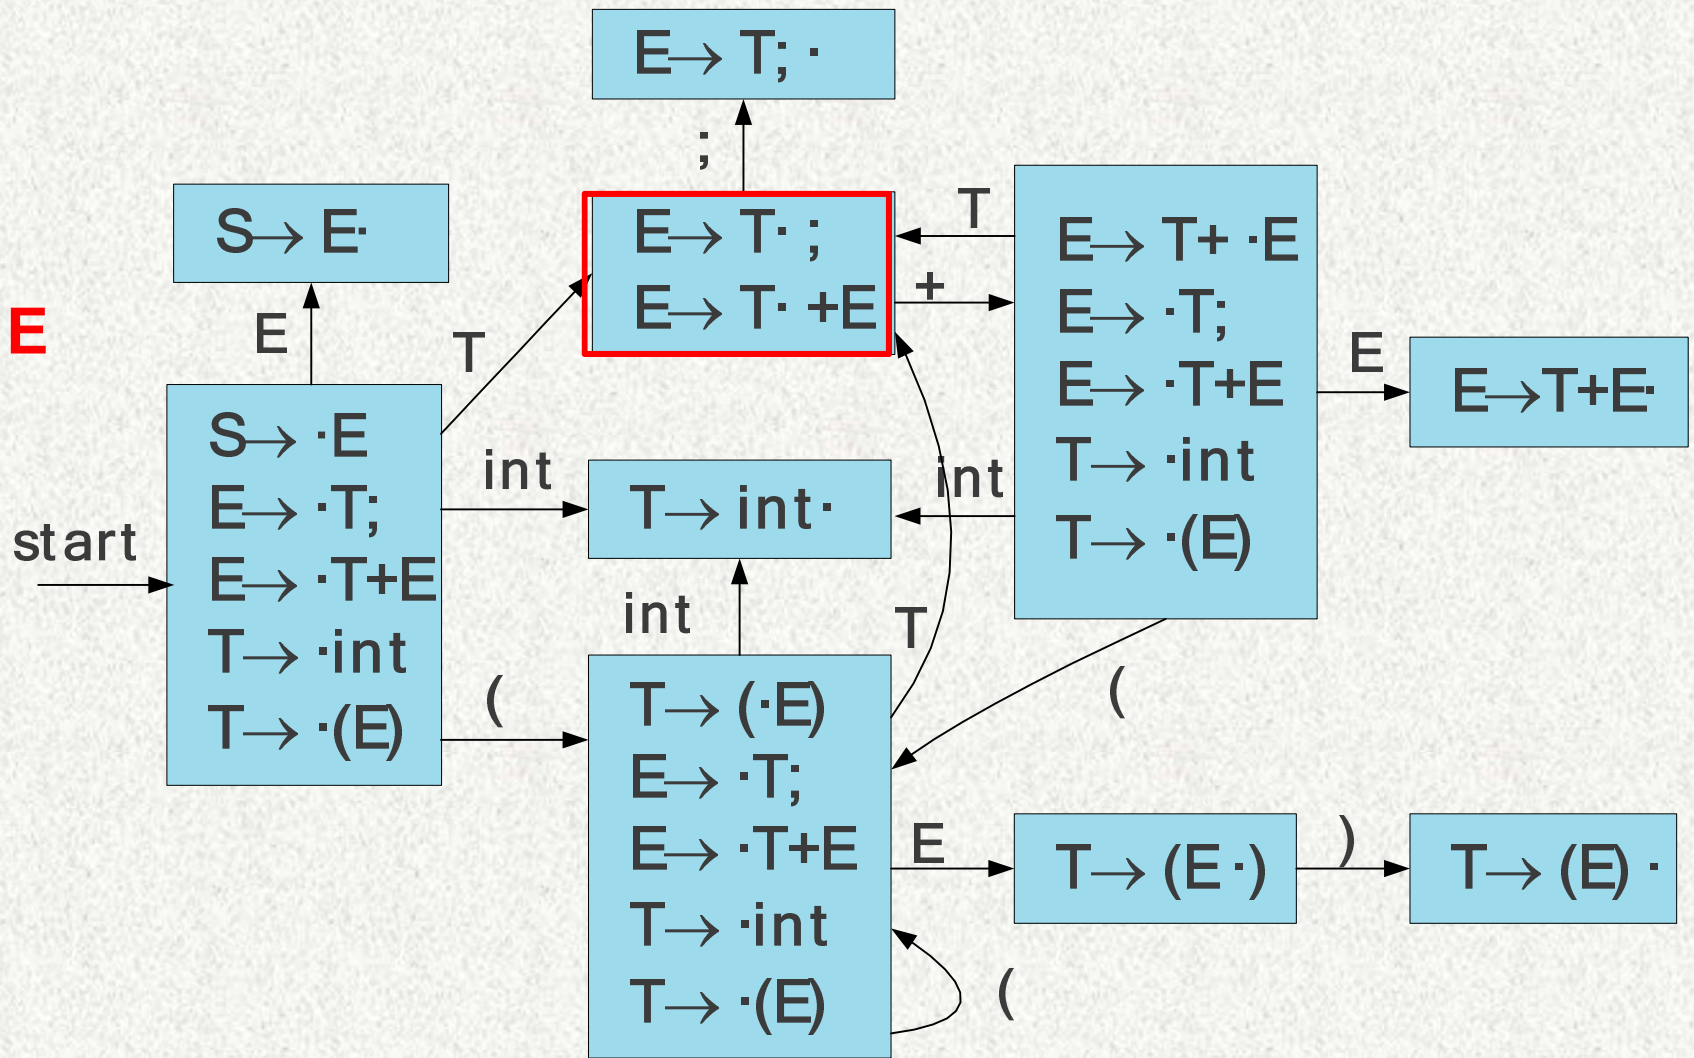 E→ T; ·
;
S→ E·
E→ T· ;
E→ T· +E
T
+
E→ T+ ·E
E→ ·T;
E→ ·T+E
T→ ·int
T→ ·(E)
E
E
T
E
E→T+E·
S→ ·E
E→ ·T;
E→ ·T+E
T→ ·int
T→ ·(E)
start
int
T→ int·
int
int
T
(
(
T→ (·E)
E→ ·T;
E→ ·T+E
T→ ·int
T→ ·(E)
E
T→ (E ·)
)
T→ (E) ·
(